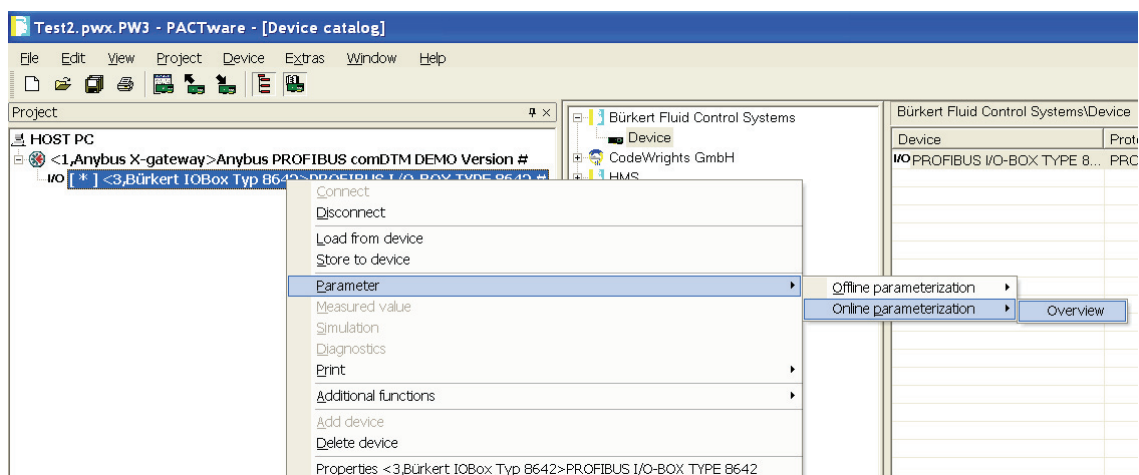 Test2.pwx.PW3 - PACTware - [Device catalog]
File Edit View Project Device Extras Window Help
Project
HOST PC
<1,Anybus X-gateway>Anybus PROFIBUS comDTM DEMO Version #
I/O [ * ] <3,Bürkert IOBox Typ 8642>PROFIBUS I/O-BOX TYPE 8642 #
Connect
Disconnect
Load from device
Store to device
Parameter
Measured value
Simulation
Diagnostics
Print
Additional functions
Add device
Delete device
Properties <3,Bürkert IOBox Typ 8642>PROFIBUS I/O-BOX TYPE 8642
Offline parameterization
Online parameterization
Overview
Bürkert Fluid Control Systems
Device
CodeWrights GmbH
HMS
Bürkert Fluid Control Systems\Device
Device Prot
I/O PROFIBUS I/O-BOX TYPE 8... PRO